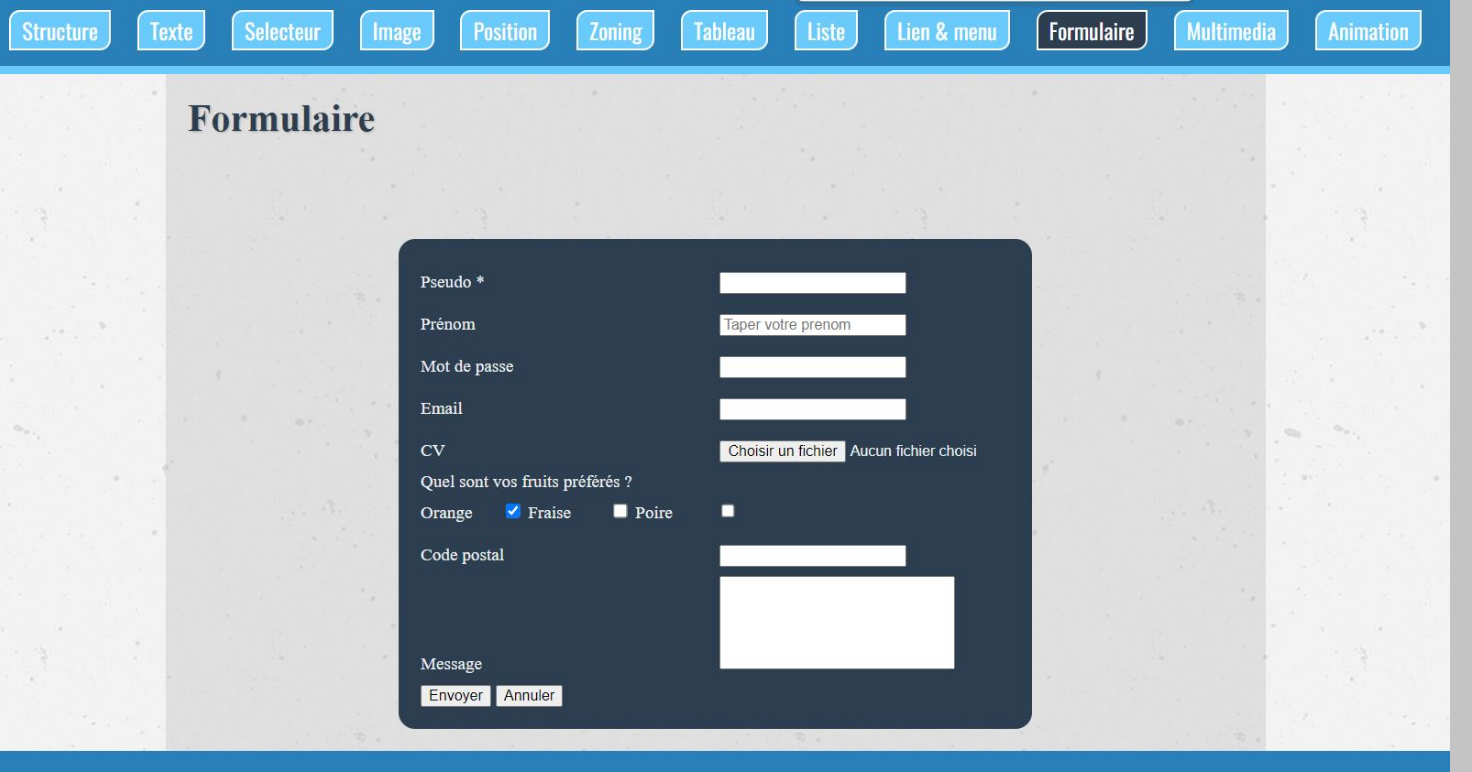 Structure Texte Selecteur Image Position Zoning Tableau Liste Lien & menu Formulaire Multimedia Animation
Formulaire
Pseudo *
Prénom Taper votre prenom
Mot de passe
Email
CV Choisir un fichier Aucun fichier choisi
Quel sont vos fruits préférés ?
Orange Fraise Poire
Code postal
Message
Envoyer Annuler